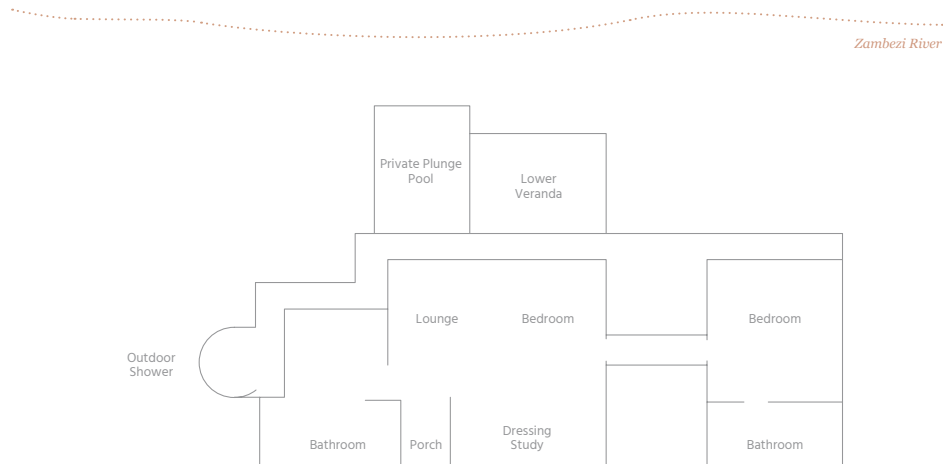 Zambezi River
Private Plunge
Pool
Lower
Veranda
Lounge
Bedroom
Bedroom
Outdoor
Shower
Bathroom
Porch
Dressing
Study
Bathroom